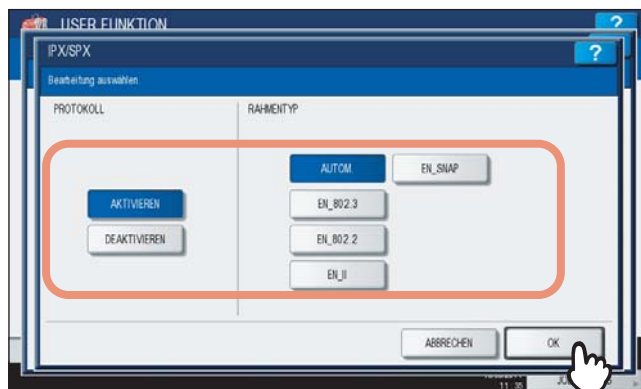 USER FUNKTION
?
IPX/SPX
?
Bearbeitung auswählen
PROTOKOLL
RAHMENTYP
AUTOM.
EN_SNAP
AKTIVIEREN
EN_802.3
DEAKTIVIEREN
EN_802.2
EN_II
ABBRECHEN
OK